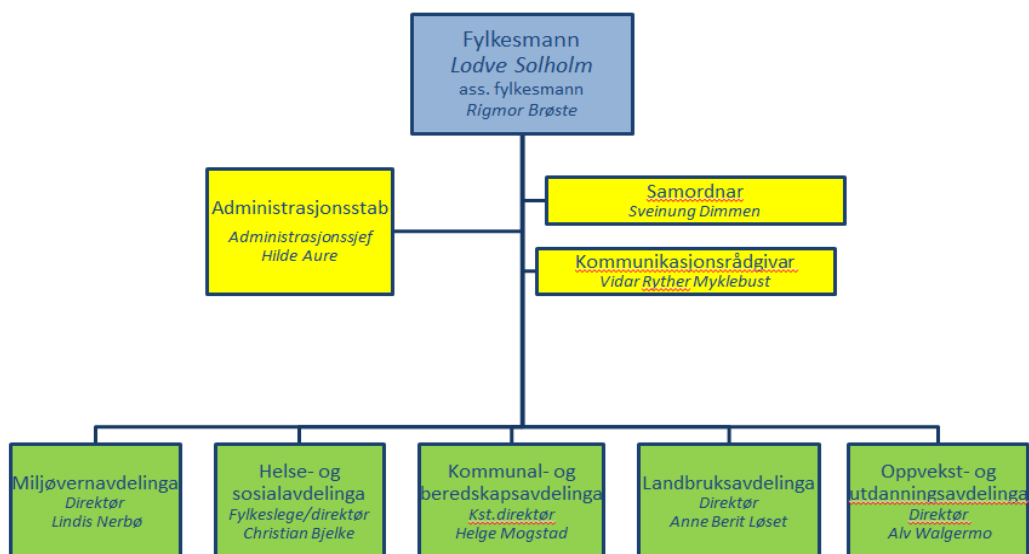 Fylkesmann
Lodve Solholm
ass. fylkesmann
Rigmor Brøste
Administrasjonsstab
Administrasjonssjef
Hilde Aure
Samordnar
Sveinung Dimmen
Kommunikasjonsrådgivar
Vidar Ryther Myklebust
Miljøvernavdelinga
Direktør
Lindis Nerbø
Helse- og
sosialavdelinga
Fylkeslege/direktør
Christian Bjelke
Kommunal- og
beredskapsavdelinga
Kst.direktør
Helge Mogstad
Landbruksavdelinga
Direktør
Anne Berit Løset
Oppvekst- og
utdanningsavdelinga
Direktør
Alv Walgermo